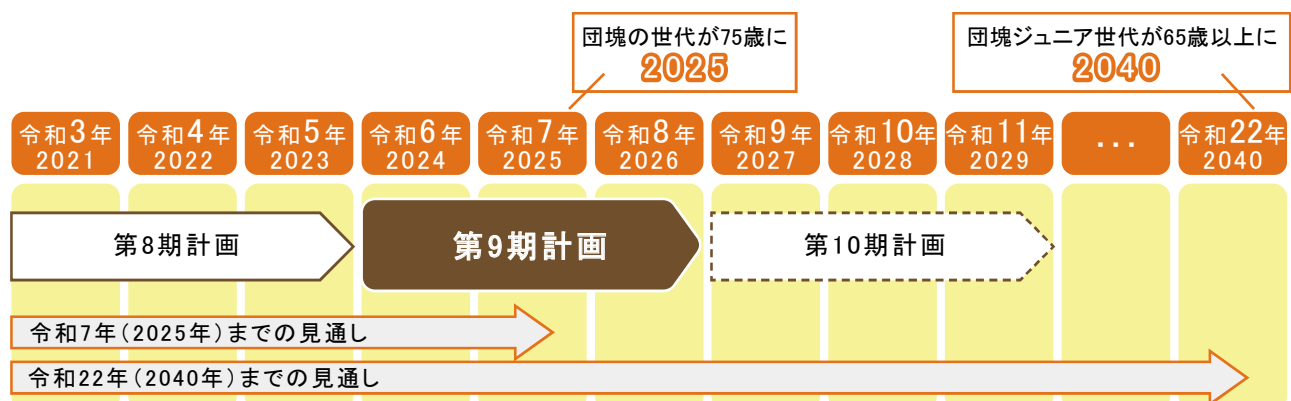 団塊の世代が75歳に
2025
団塊ジュニア世代が65歳以上に
2040
令和3年
2021
令和4年
2022
令和5年
2023
令和6年
2024
令和7年
2025
令和8年
2026
令和9年
2027
令和10年
2028
令和11年
2029
...
令和22年
2040
第8期計画
第9期計画
第10期計画
令和7年(2025年)までの見通し
令和22年(2040年)までの見通し